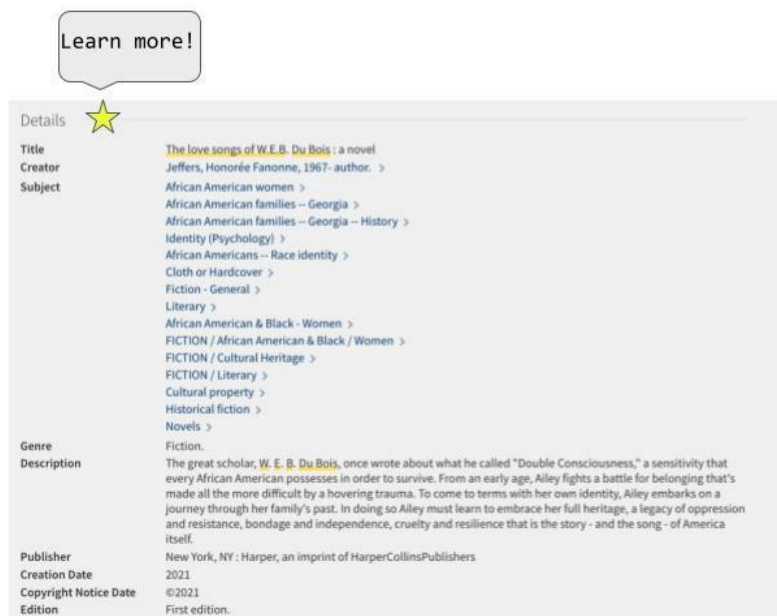 Learn more!
Details
Title The love songs of W.E.B. Du Bois : a novel
Creator Jeffers, Honorée Fanonne, 1967- author. >
Subject African American women >
African American families -- Georgia >
African American families -- Georgia -- History >
Identity (Psychology) >
African Americans -- Race identity >
Cloth or Hardcover >
Fiction - General >
Literary >
African American & Black - Women >
FICTION / African American & Black / Women >
FICTION / Cultural Heritage >
FICTION / Literary >
Cultural property >
Historical fiction >
Novels >
Genre Fiction.
Description The great scholar, W. E. B. Du Bois, once wrote about what he called "Double Consciousness," a sensitivity that
every African American possesses in order to survive. From an early age, Ailey fights a battle for belonging that's
made all the more difficult by a hovering trauma. To come to terms with her own identity, Ailey embarks on a
journey through her family's past. In doing so Ailey must learn to embrace her full heritage, a legacy of oppression
and resistance, bondage and independence, cruelty and resilience that is the story - and the song - of America
itself.
Publisher New York, NY : Harper, an imprint of HarperCollinsPublishers
Creation Date 2021
Copyright Notice Date ©2021
Edition First edition.